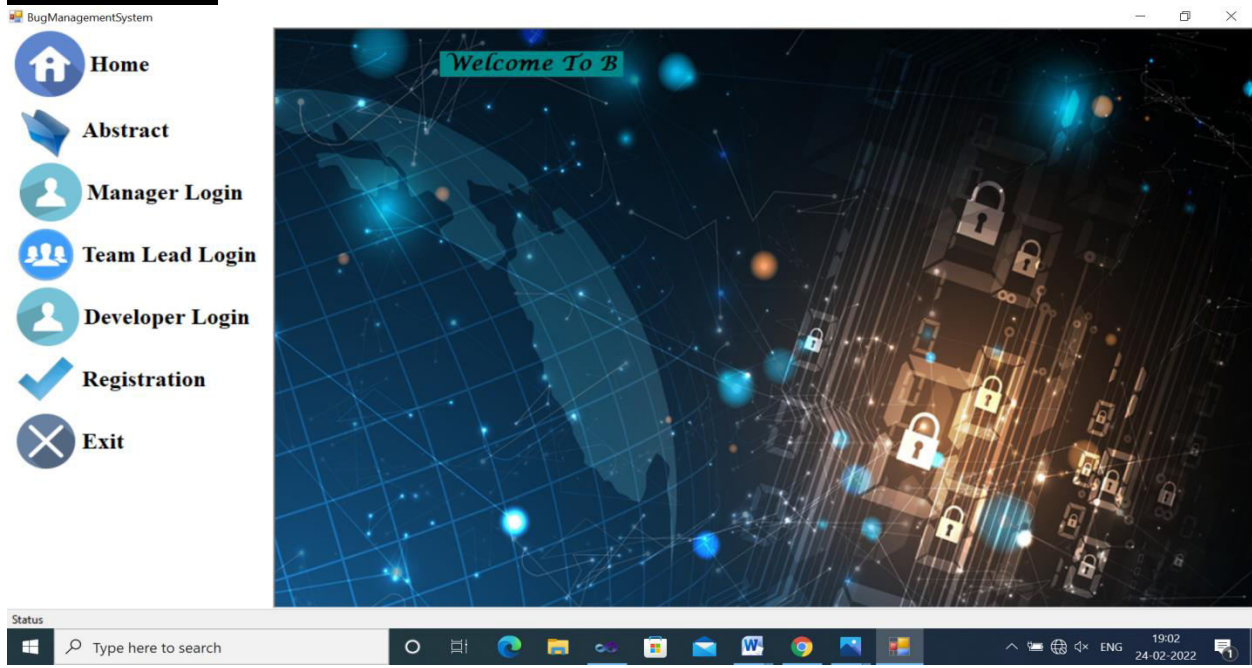 BugManagementSystem
Home
Abstract
Manager Login
Team Lead Login
Developer Login
Registration
Exit
Welcome To B
Status
Type here to search
W
ENG
19:02
24-02-2022
1